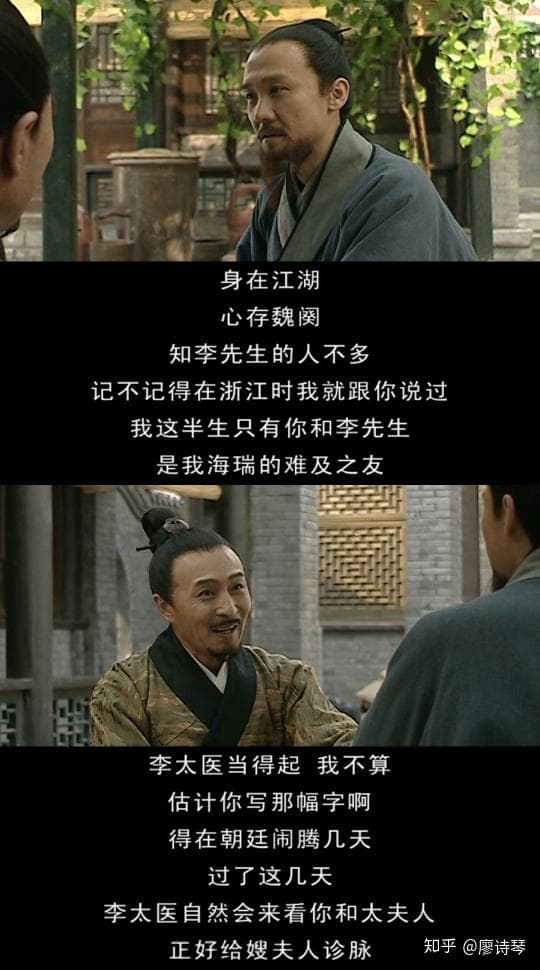 身在江湖
心存魏阕
知李先生的人不多
记不记得在浙江时我就跟你说过
我这半生只有你和李先生
是我海瑞的难及之友
李太医当得起 我不算
估计你写那幅字啊
得在朝廷闹腾几天
过了这几天
李太医自然会来看你和太夫人
正好给嫂夫人诊脉
知乎 @廖诗琴